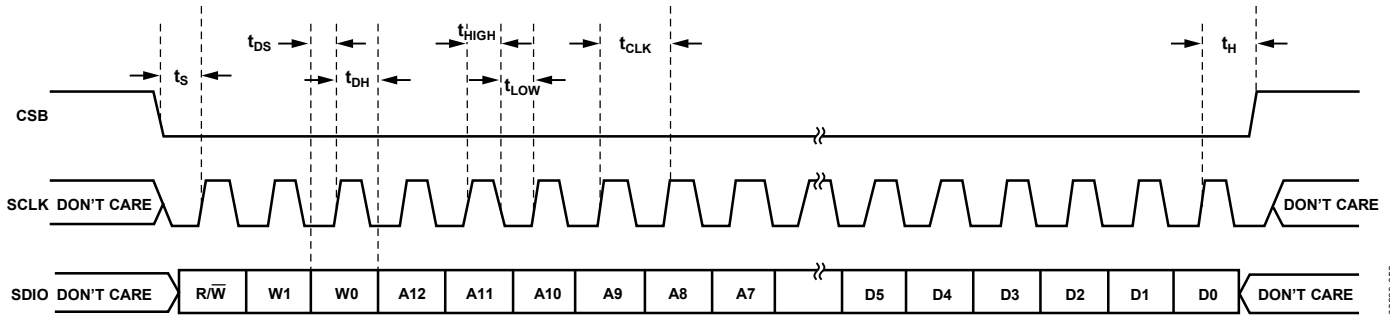 tDS
tHIGH
tCLK
tH
tS
tDH
tLOW
CSB
SCLK DON'T CARE
DON'T CARE
SDIO DON'T CARE
R/W̅
W1
W0
A12
A11
A10
A9
A8
A7
D5
D4
D3
D2
D1
D0
DON'T CARE